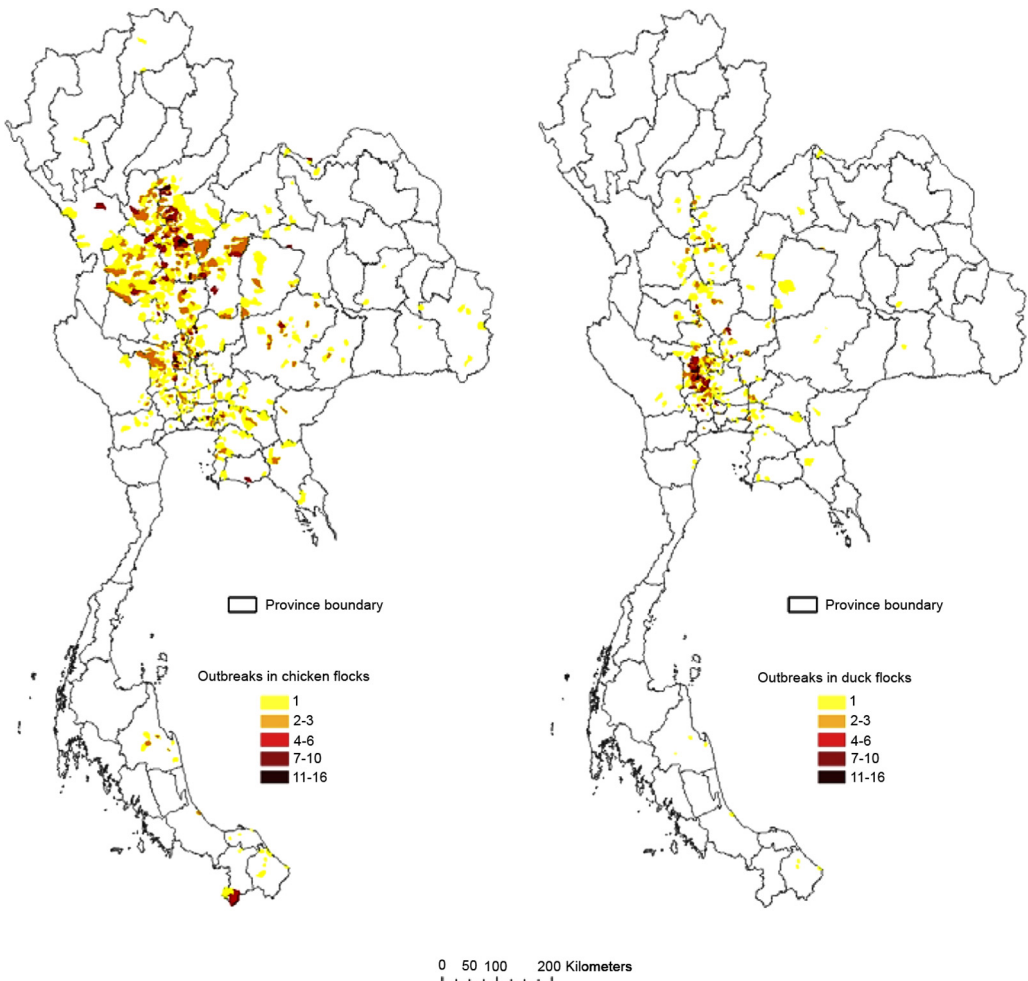 Province boundary
Province boundary
Outbreaks in chicken flocks
1
2-3
4-6
7-10
11-16
Outbreaks in duck flocks
1
2-3
4-6
7-10
11-16
0 50 100 200 Kilometers